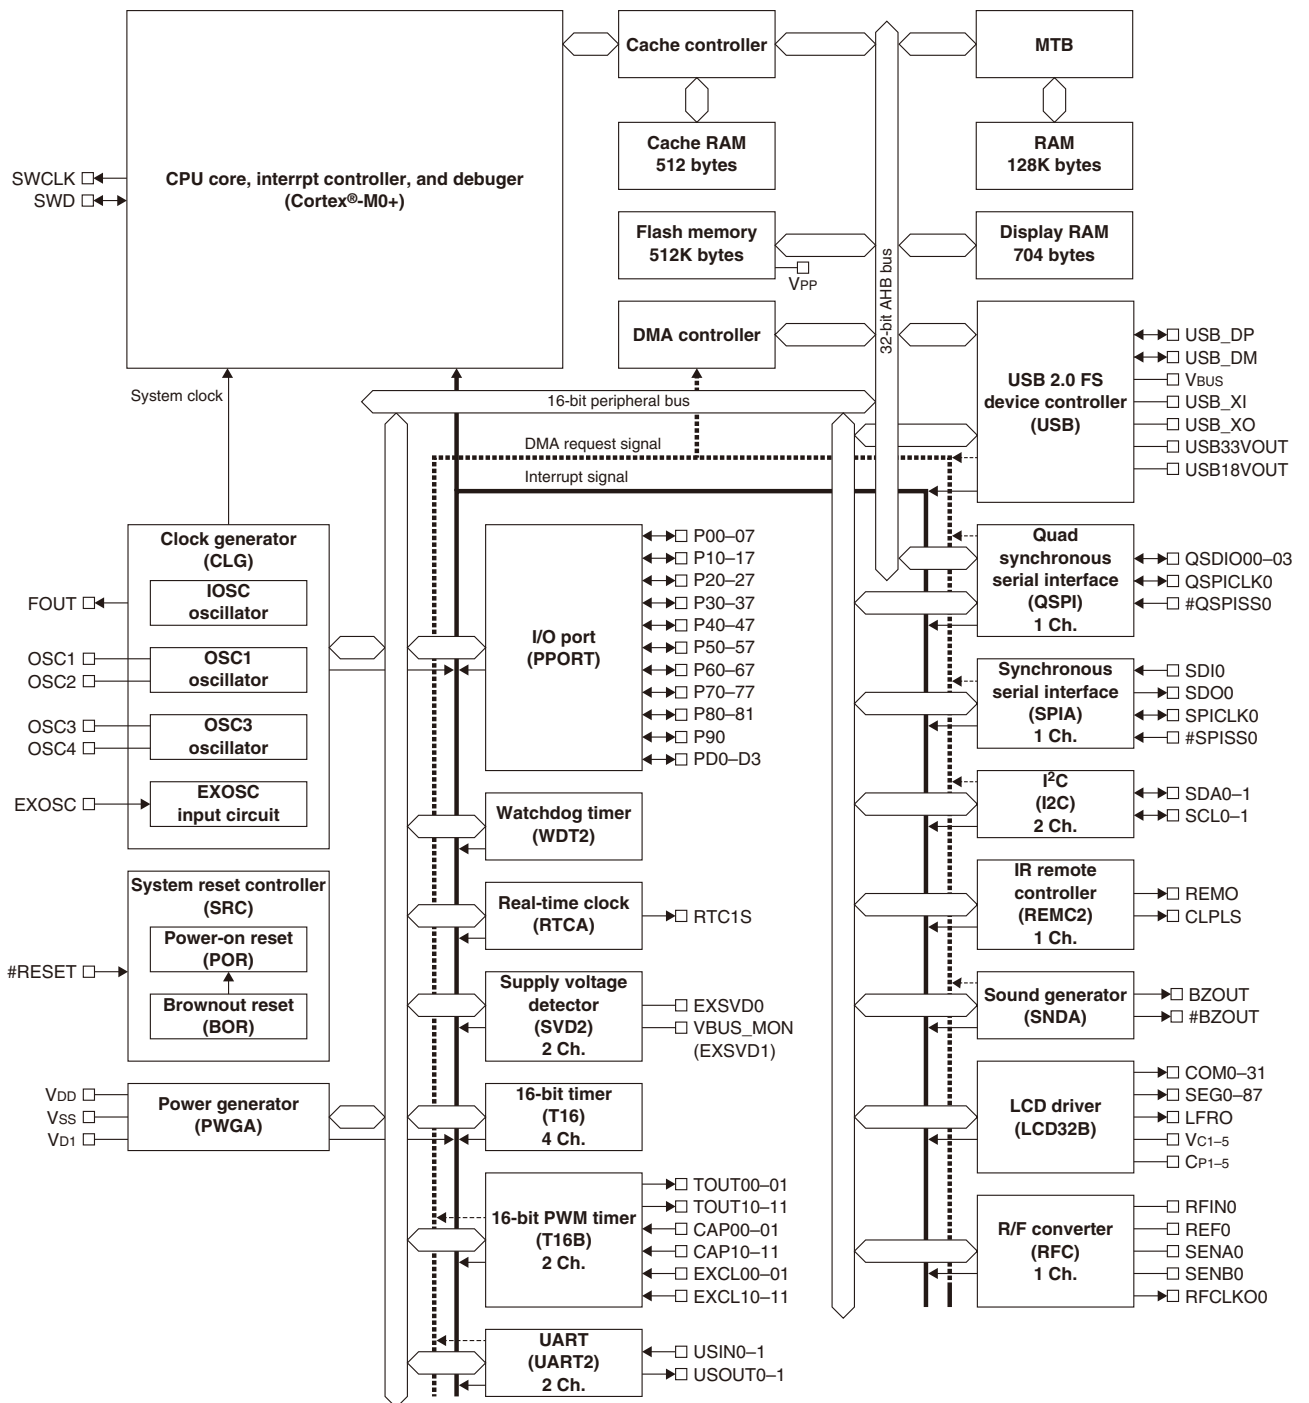 CPU core, interrpt controller, and debuger
(Cortex®-M0+)
SWCLK
SWD
Cache controller
MTB
Cache RAM
512 bytes
RAM
128K bytes
Flash memory
512K bytes
VPP
Display RAM
704 bytes
32-bit AHB bus
DMA controller
USB 2.0 FS
device controller
(USB)
USB_DP
USB_DM
VBUS
USB_XI
USB_XO
USB33VOUT
USB18VOUT
System clock
16-bit peripheral bus
DMA request signal
Interrupt signal
Clock generator
(CLG)
IOSC
oscillator
OSC1
oscillator
OSC3
oscillator
EXOSC
input circuit
FOUT
OSC1
OSC2
OSC3
OSC4
EXOSC
System reset controller
(SRC)
Power-on reset
(POR)
Brownout reset
(BOR)
#RESET
VDD
VSS
VD1
Power generator
(PWGA)
I/O port
(PPORT)
P00–07
P10–17
P20–27
P30–37
P40–47
P50–57
P60–67
P70–77
P80–81
P90
PD0–D3
Watchdog timer
(WDT2)
Real-time clock
(RTCA)
RTC1S
Supply voltage
detector
(SVD2)
2 Ch.
EXSVD0
VBUS_MON
(EXSVD1)
16-bit timer
(T16)
4 Ch.
16-bit PWM timer
(T16B)
2 Ch.
TOUT00–01
TOUT10–11
CAP00–01
CAP10–11
EXCL00–01
EXCL10–11
UART
(UART2)
2 Ch.
USIN0–1
USOUT0–1
Quad
synchronous
serial interface
(QSPI)
1 Ch.
QSDIO00–03
QSPICLK0
#QSPISS0
Synchronous
serial interface
(SPIA)
1 Ch.
SDI0
SDO0
SPICLK0
#SPISS0
I²C
(I2C)
2 Ch.
SDA0–1
SCL0–1
IR remote
controller
(REMC2)
1 Ch.
REMO
CLPLS
Sound generator
(SNDA)
BZOUT
#BZOUT
LCD driver
(LCD32B)
COM0–31
SEG0–87
LFRO
VC1–5
CP1–5
R/F converter
(RFC)
1 Ch.
RFIN0
REF0
SENA0
SENB0
RFCLKO0